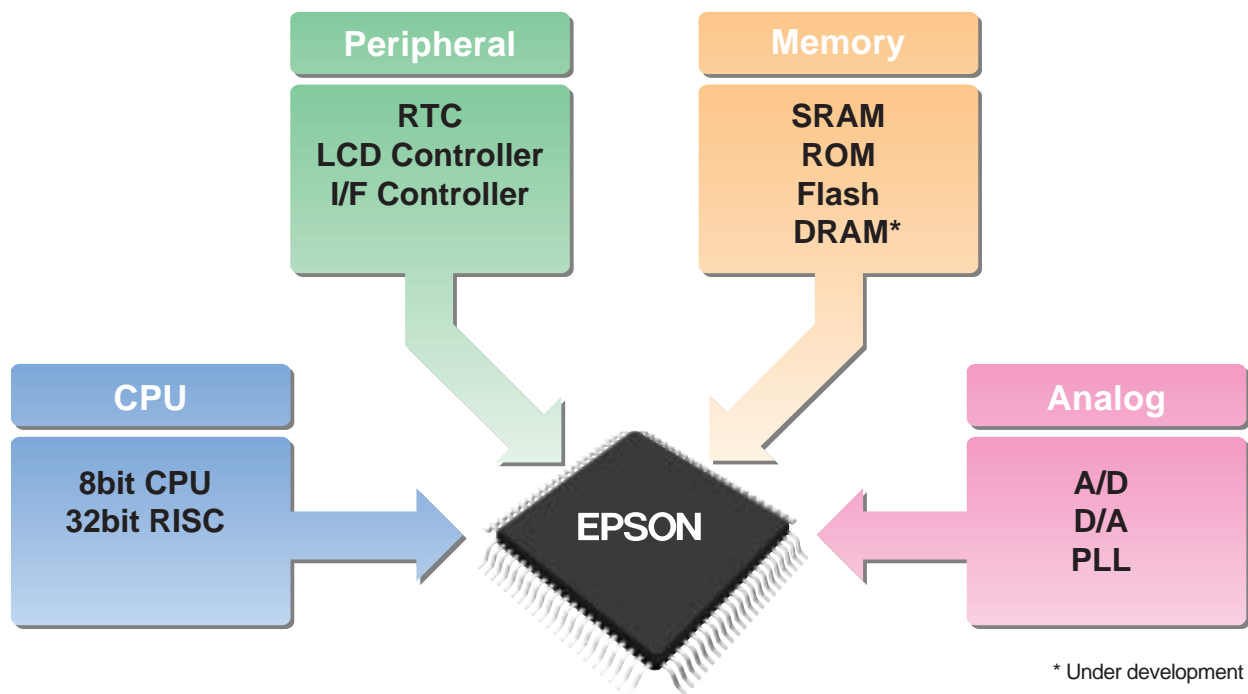 Peripheral
RTC
LCD Controller
I/F Controller
Memory
SRAM
ROM
Flash
DRAM*
CPU
8bit CPU
32bit RISC
EPSON
Analog
A/D
D/A
PLL
* Under development